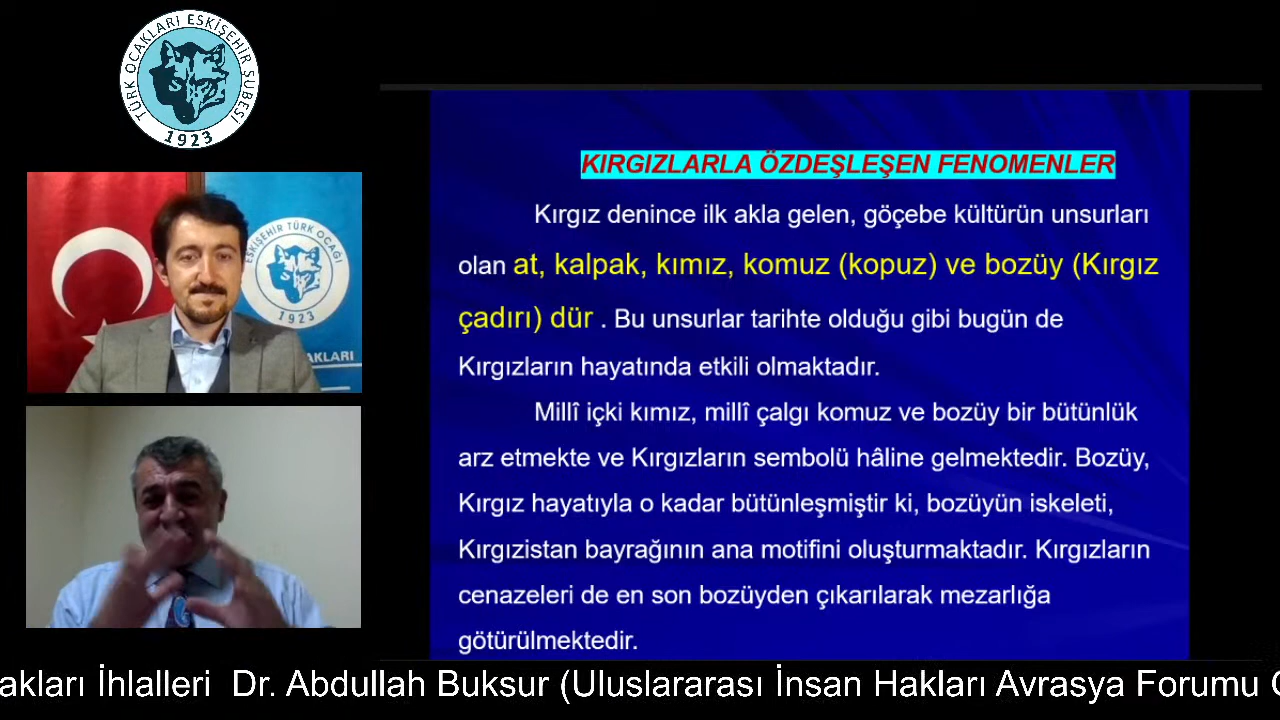 TÜRK OCAKLARI ESKİŞEHİR ŞUBESİ
1923
ESKİŞEHİR TÜRK OCAĞI
1923
AKLARI
KIRGIZLARLA ÖZDEŞLEŞEN FENOMENLER
Kırgız denince ilk akla gelen, göçebe kültürün unsurları
olan at, kalpak, kımız, komuz (kopuz) ve bozüy (Kırgız
çadırı) dür . Bu unsurlar tarihte olduğu gibi bugün de
Kırgızların hayatında etkili olmaktadır.
Millî içki kımız, millî çalgı komuz ve bozüy bir bütünlük
arz etmekte ve Kırgızların sembolü hâline gelmektedir. Bozüy,
Kırgız hayatıyla o kadar bütünleşmiştir ki, bozüyün iskeleti,
Kırgızistan bayrağının ana motifini oluşturmaktadır. Kırgızların
cenazeleri de en son bozüyden çıkarılarak mezarlığa
götürülmektedir.
akları İhlalleri Dr. Abdullah Buksur (Uluslararası İnsan Hakları Avrasya Forumu